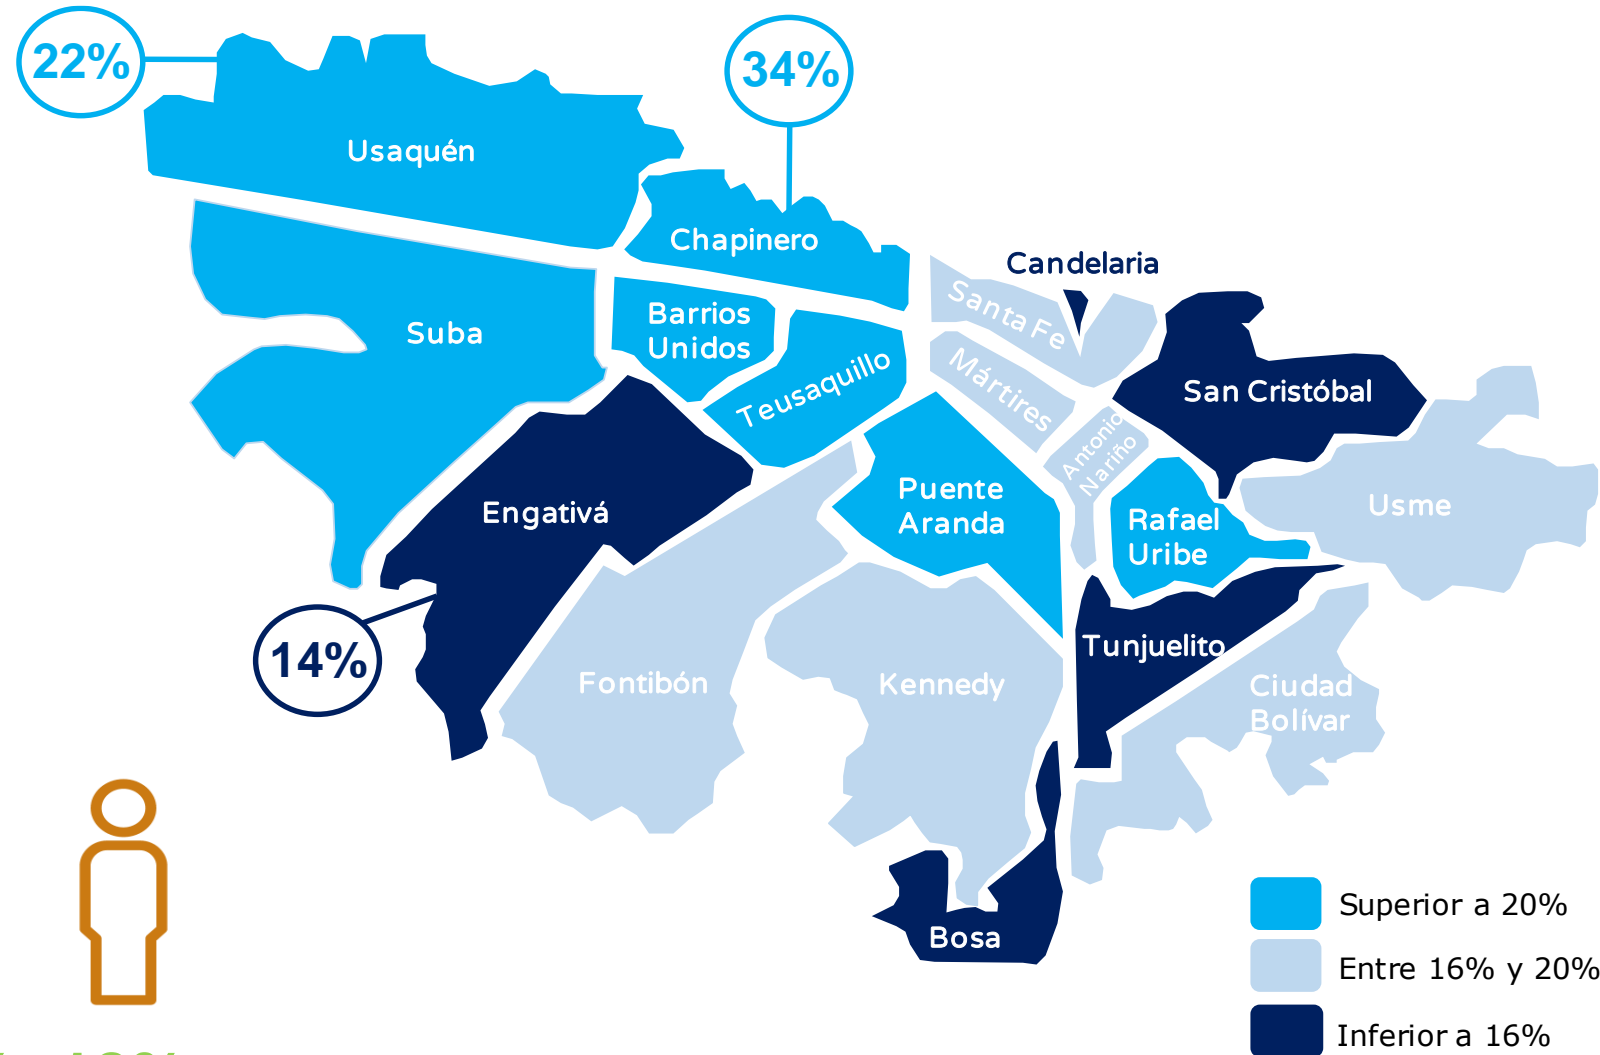 22%
34%
Usaquén
Chapinero
Candelaria
Santa Fe
Barrios
Unidos
Suba
Teusaquillo
Mártires
San Cristóbal
Antonio
Nariño
Puente
Aranda
Engativá
Usme
Rafael
Uribe
14%
Tunjuelito
Fontibón
Kennedy
Ciudad
Bolívar
Bosa
Superior a 20%
Entre 16% y 20%
Inferior a 16%